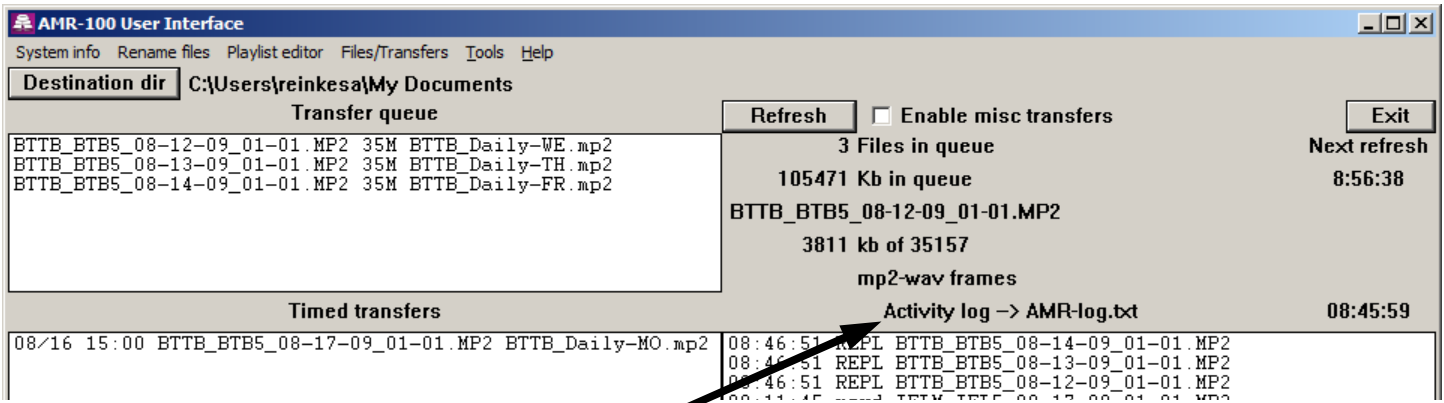 AMR-100 User Interface
System info Rename files Playlist editor Files/Transfers Tools Help
Destination dir C:\Users\reinkesa\My Documents
Transfer queue
BTTB_BTB5_08-12-09_01-01.MP2 35M BTTB_Daily-WE.mp2
BTTB_BTB5_08-13-09_01-01.MP2 35M BTTB_Daily-TH.mp2
BTTB_BTB5_08-14-09_01-01.MP2 35M BTTB_Daily-FR.mp2
Refresh Enable misc transfers Exit
3 Files in queue Next refresh
105471 Kb in queue 8:56:38
BTTB_BTB5_08-12-09_01-01.MP2
3811 kb of 35157
mp2-wav frames
Timed transfers
08/16 15:00 BTTB_BTB5_08-17-09_01-01.MP2 BTTB_Daily-MO.mp2
Activity log --> AMR-log.txt 08:45:59
08:46:51 REPL BTTB_BTB5_08-14-09_01-01.MP2
08:46:51 REPL BTTB_BTB5_08-13-09_01-01.MP2
08:46:51 REPL BTTB_BTB5_08-12-09_01-01.MP2